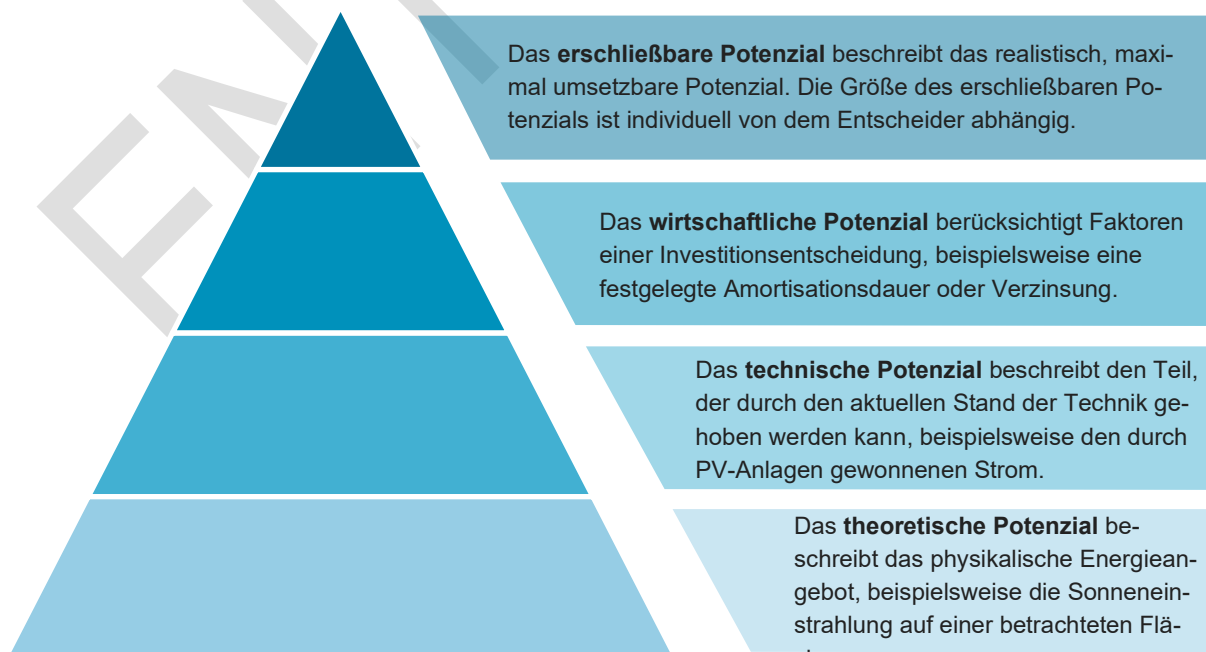 Das erschließbare Potenzial beschreibt das realistisch, maxi-
mal umsetzbare Potenzial. Die Größe des erschließbaren Po-
tenzials ist individuell von dem Entscheider abhängig.
Das wirtschaftliche Potenzial berücksichtigt Faktoren
einer Investitionsentscheidung, beispielsweise eine
festgelegte Amortisationsdauer oder Verzinsung.
Das technische Potenzial beschreibt den Teil,
der durch den aktuellen Stand der Technik ge-
hoben werden kann, beispielsweise den durch
PV-Anlagen gewonnenen Strom.
Das theoretische Potenzial be-
schreibt das physikalische Energiean-
gebot, beispielsweise die Sonnenein-
strahlung auf einer betrachteten Flä-